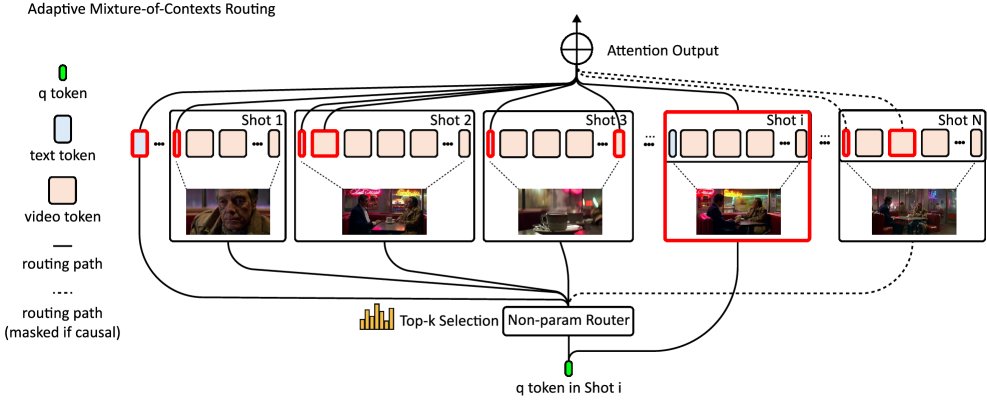 Adaptive Mixture-of-Contexts Routing
Attention Output
q token
text token
video token
routing path
routing path
(masked if causal)
Shot 1
Shot 2
Shot 3
Shot i
Shot N
Top-k Selection
Non-param Router
q token in Shot i